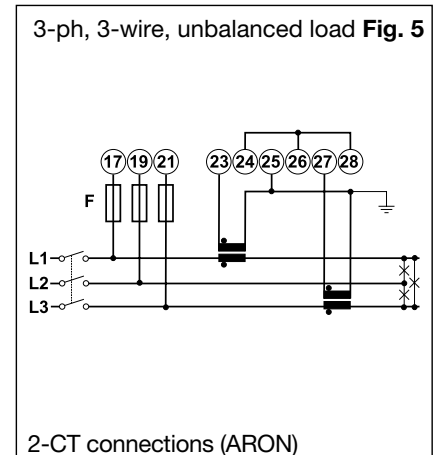 3-ph, 3-wire, unbalanced load Fig. 5
17 19 21 23 24 25 26 27 28
F
L1
L2
L3
2-CT connections (ARON)